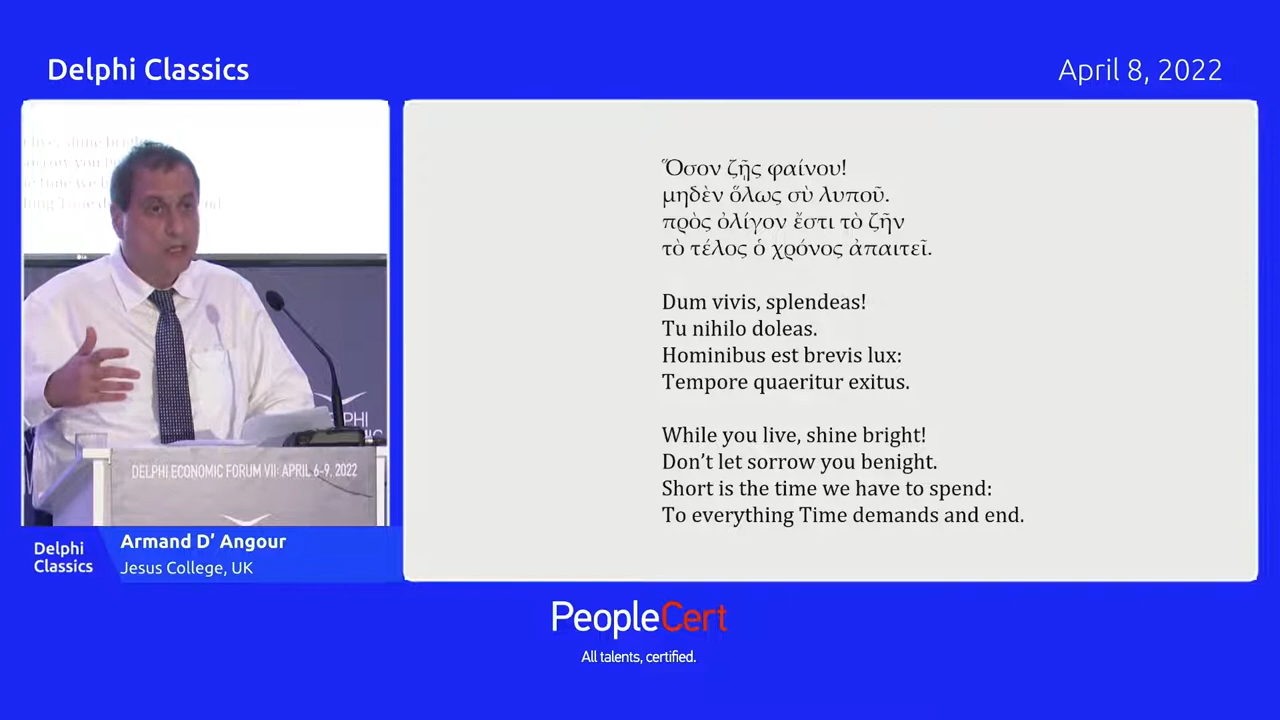 Delphi Classics
April 8, 2022
Ὅσον ζῇς φαίνου!
μηδὲν ὅλως σὺ λυποῦ.
πρὸς ὀλίγον ἔστι τὸ ζῆν
τὸ τέλος ὁ χρόνος ἀπαιτεῖ.
Dum vivis, splendeas!
Tu nihilo doleas.
Hominibus est brevis lux:
Tempore quaeritur exitus.
While you live, shine bright!
Don’t let sorrow you benight.
Short is the time we have to spend:
To everything Time demands and end.
DELPHI ECONOMIC FORUM VII: APRIL 6-9, 2022
Delphi
Classics
Armand D’ Angour
Jesus College, UK
PeopleCert
All talents, certified.